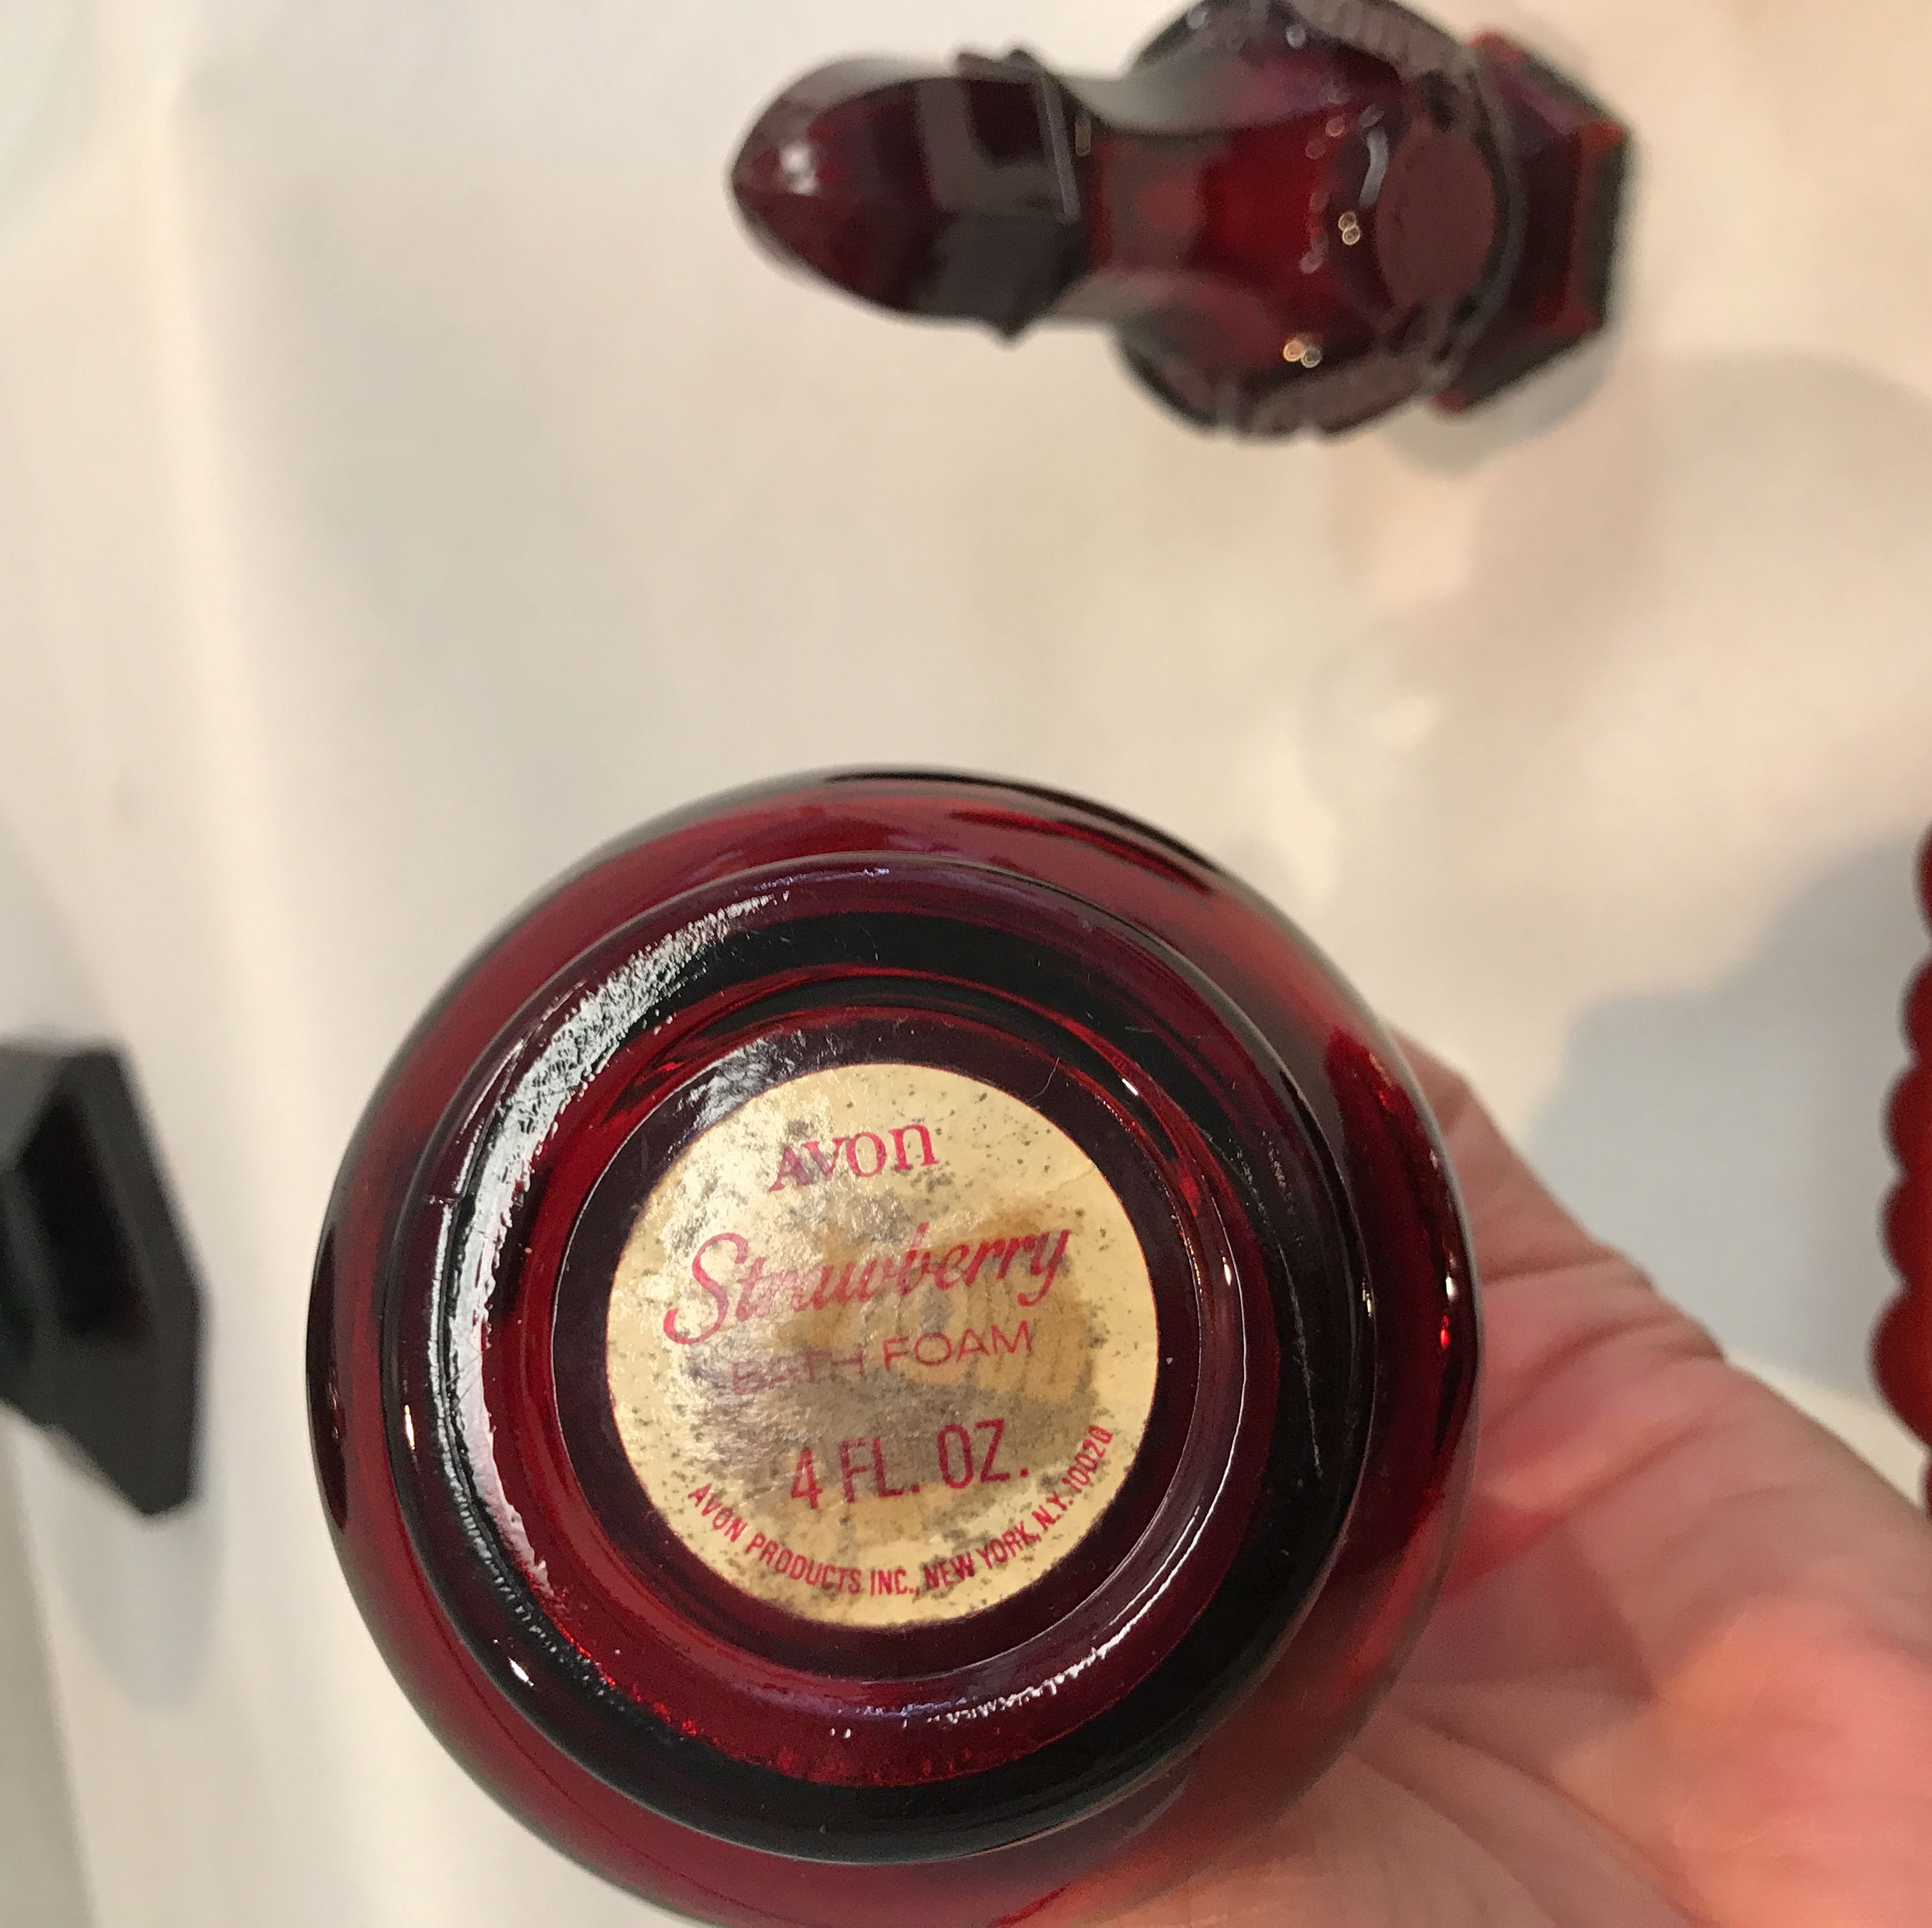 AVON
Strawberry
BATH FOAM
4 FL. OZ.
AVON PRODUCTS INC., NEW YORK, N.Y. 10020